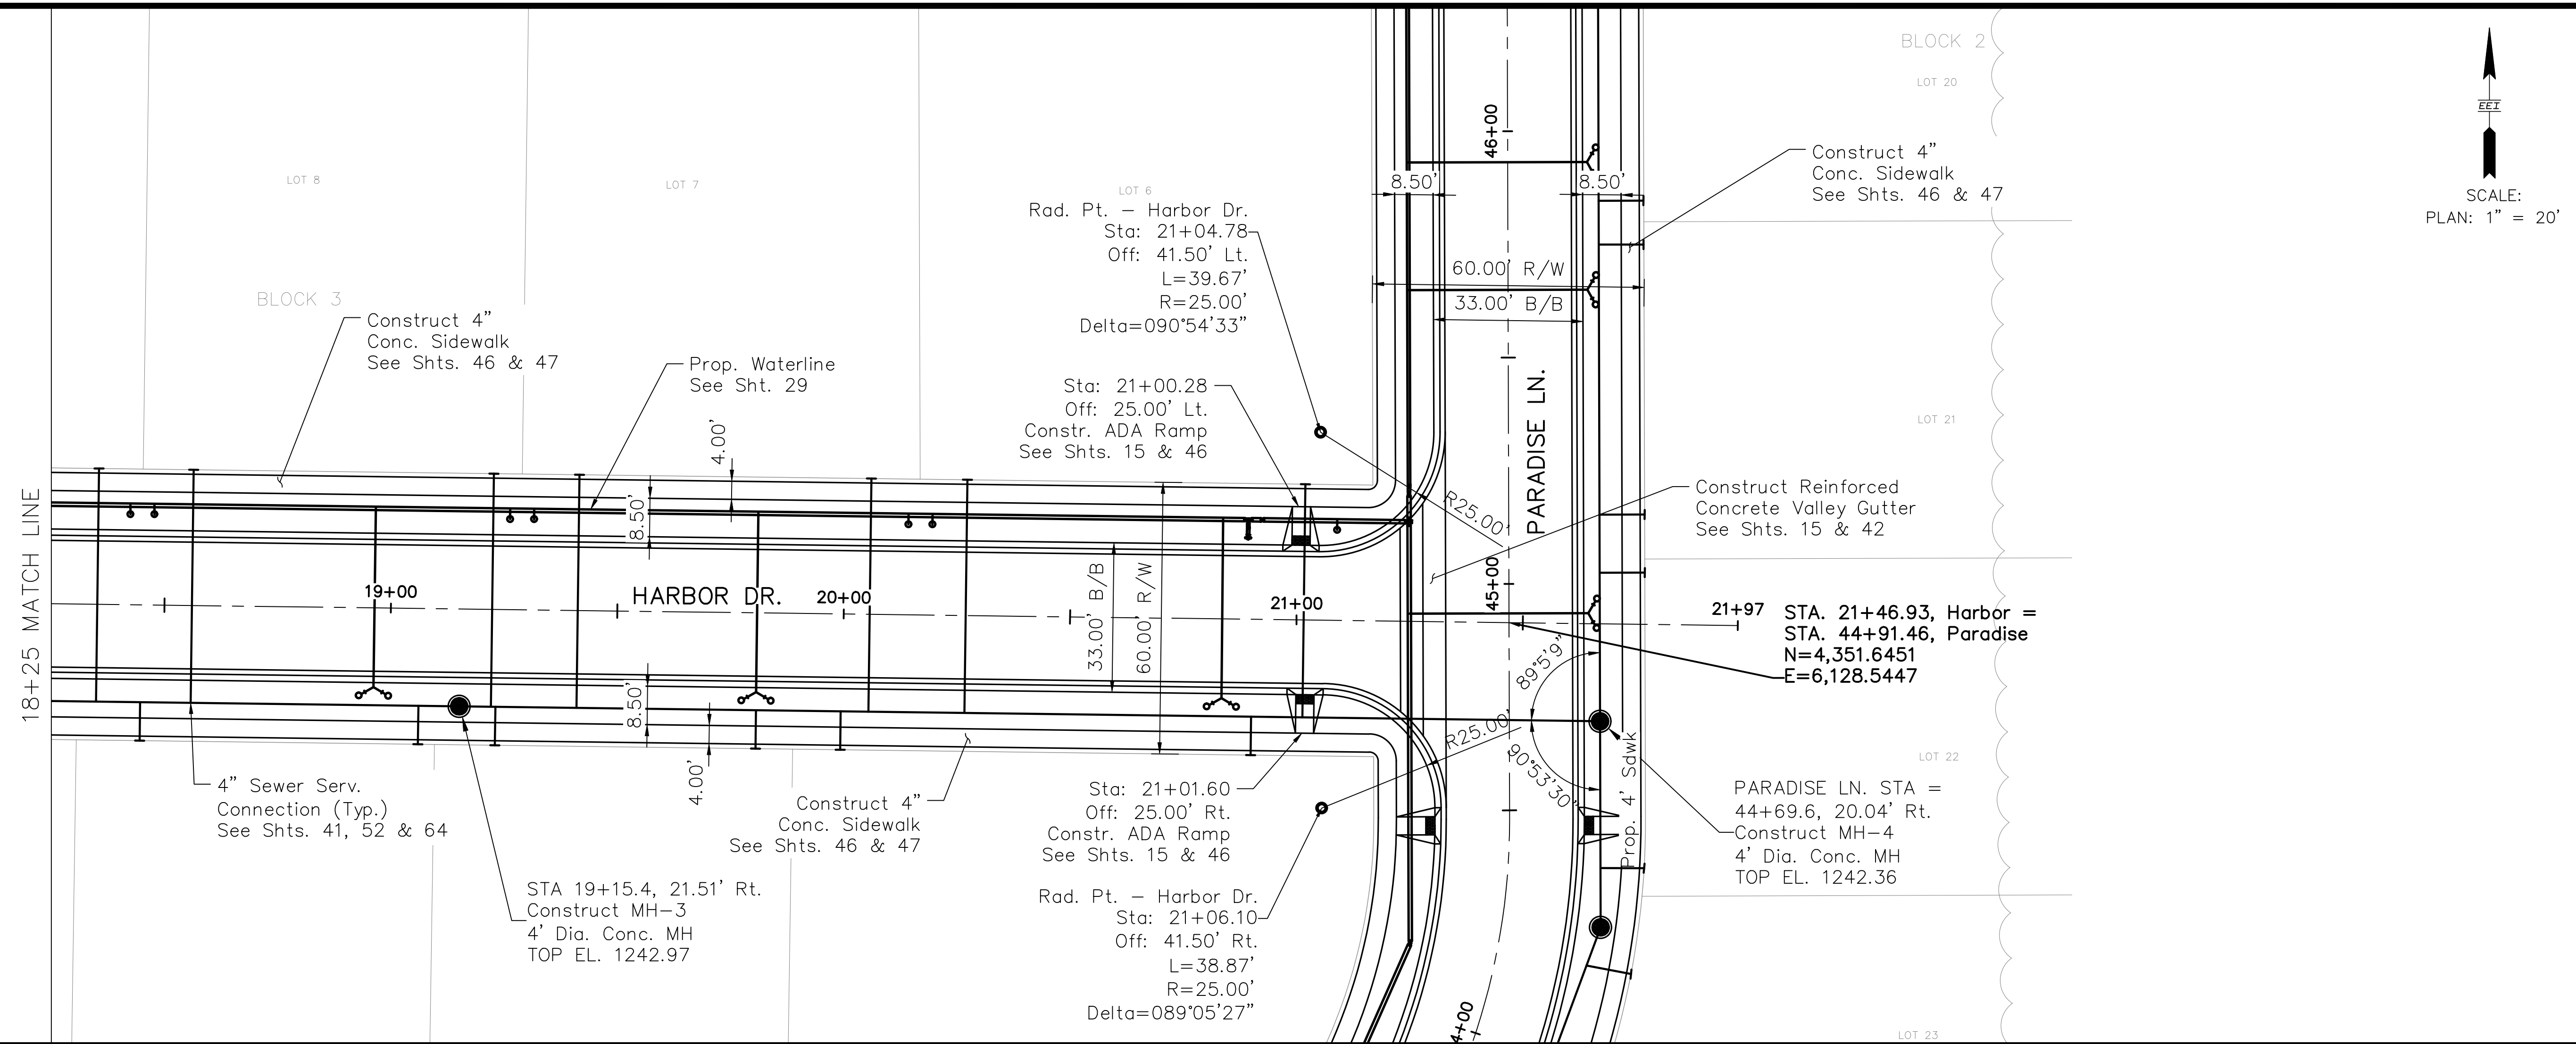 BLOCK 2
LOT 20
EEI
SCALE:
PLAN: 1" = 20'
46+00
Construct 4"
Conc. Sidewalk
See Shts. 46 & 47
8.50'
8.50'
LOT 8
LOT 7
LOT 6
Rad. Pt. – Harbor Dr.
Sta: 21+04.78
Off: 41.50' Lt.
L=39.67'
R=25.00'
Delta=090°54'33"
60.00' R/W
33.00' B/B
BLOCK 3
Construct 4"
Conc. Sidewalk
See Shts. 46 & 47
Prop. Waterline
See Sht. 29
Sta: 21+00.28
Off: 25.00' Lt.
Constr. ADA Ramp
See Shts. 15 & 46
PARADISE LN.
LOT 21
4.00'
8.50'
R25.00'
Construct Reinforced
Concrete Valley Gutter
See Shts. 15 & 42
18+25 MATCH LINE
19+00
HARBOR DR.
20+00
33.00' B/B
60.00' R/W
21+00
45+00
21+97
STA. 21+46.93, Harbor =
STA. 44+91.46, Paradise
N=4,351.6451
E=6,128.5447
89°5'9"
8.50'
4.00'
R25.00'
90°53'30"
Prop. 4' Sdwk
LOT 22
4" Sewer Serv.
Connection (Typ.)
See Shts. 41, 52 & 64
Construct 4"
Conc. Sidewalk
See Shts. 46 & 47
Sta: 21+01.60
Off: 25.00' Rt.
Constr. ADA Ramp
See Shts. 15 & 46
PARADISE LN. STA =
44+69.6, 20.04' Rt.
Construct MH-4
4' Dia. Conc. MH
TOP EL. 1242.36
STA 19+15.4, 21.51' Rt.
Construct MH-3
4' Dia. Conc. MH
TOP EL. 1242.97
Rad. Pt. – Harbor Dr.
Sta: 21+06.10
Off: 41.50' Rt.
L=38.87'
R=25.00'
Delta=089°05'27"
4+00
LOT 23